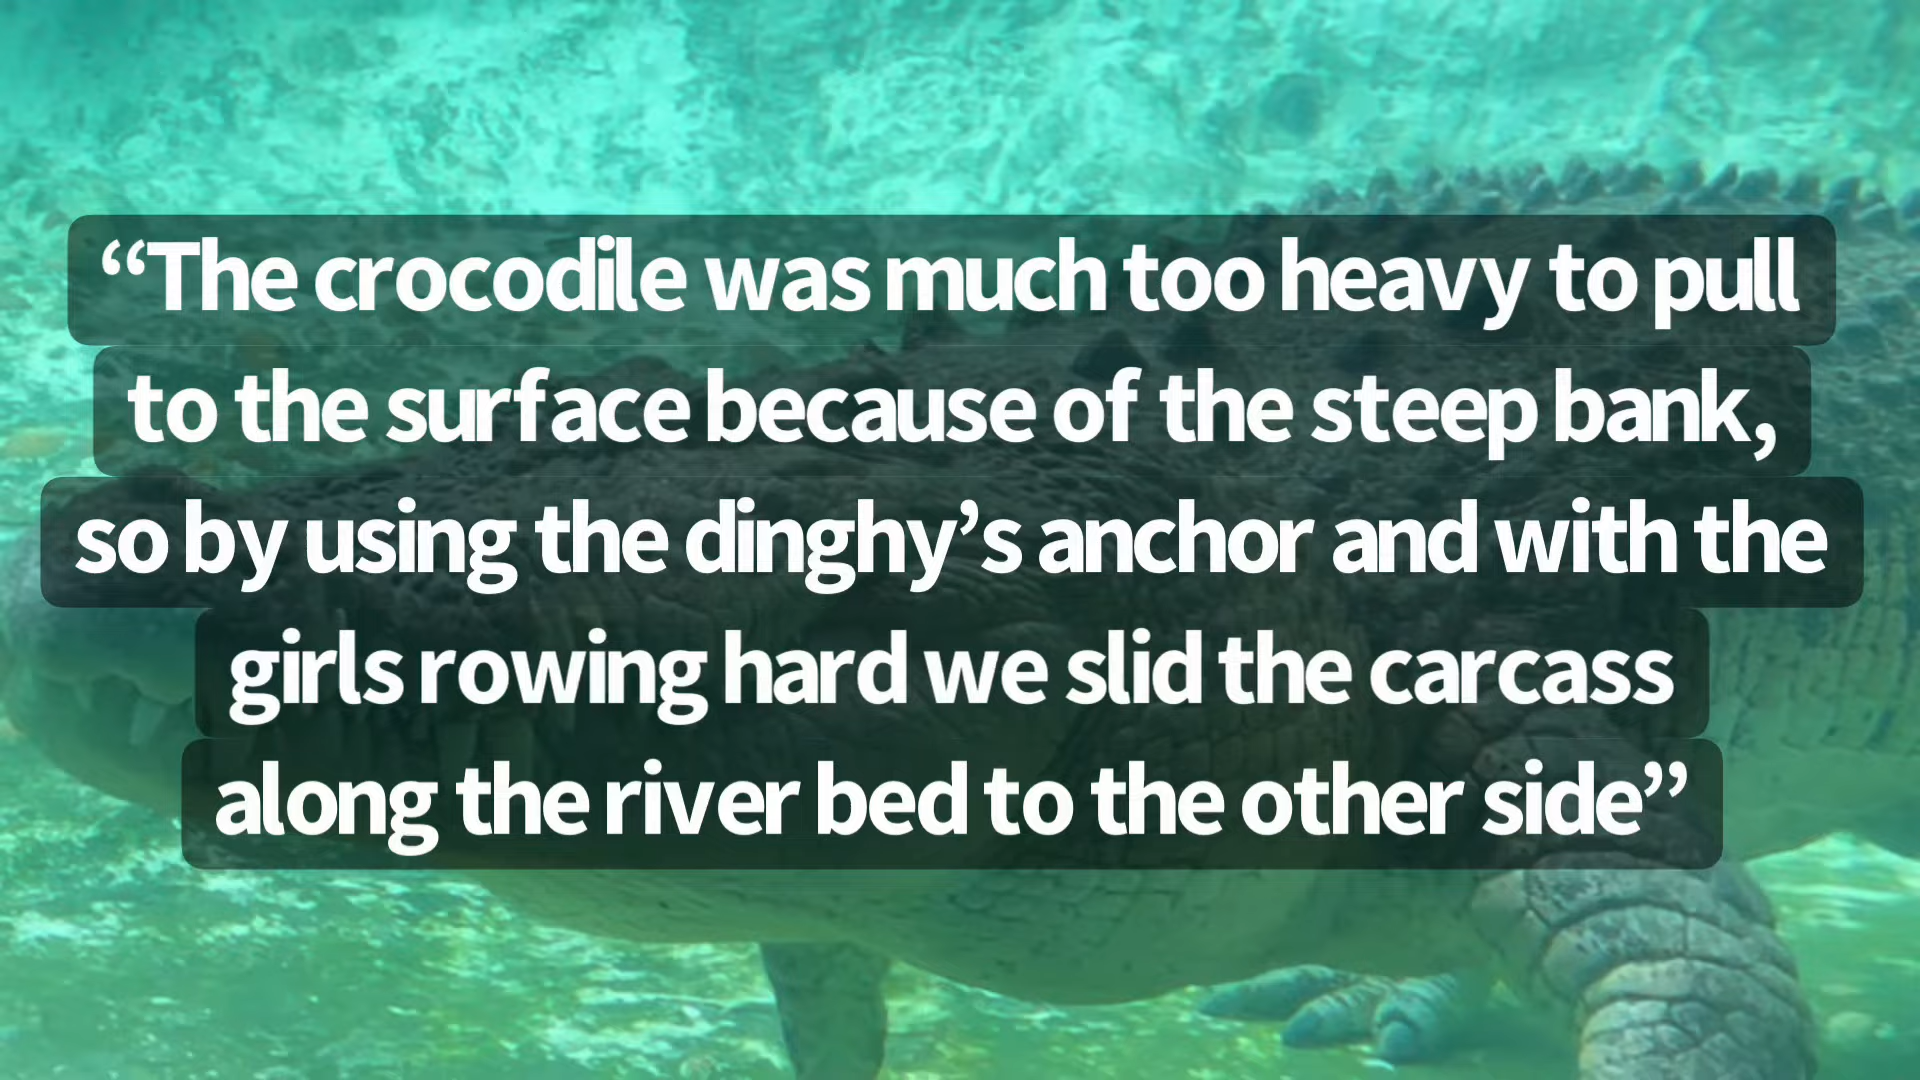 “The crocodile was much too heavy to pull
to the surface because of the steep bank,
so by using the dinghy’s anchor and with the
girls rowing hard we slid the carcass
along the river bed to the other side”